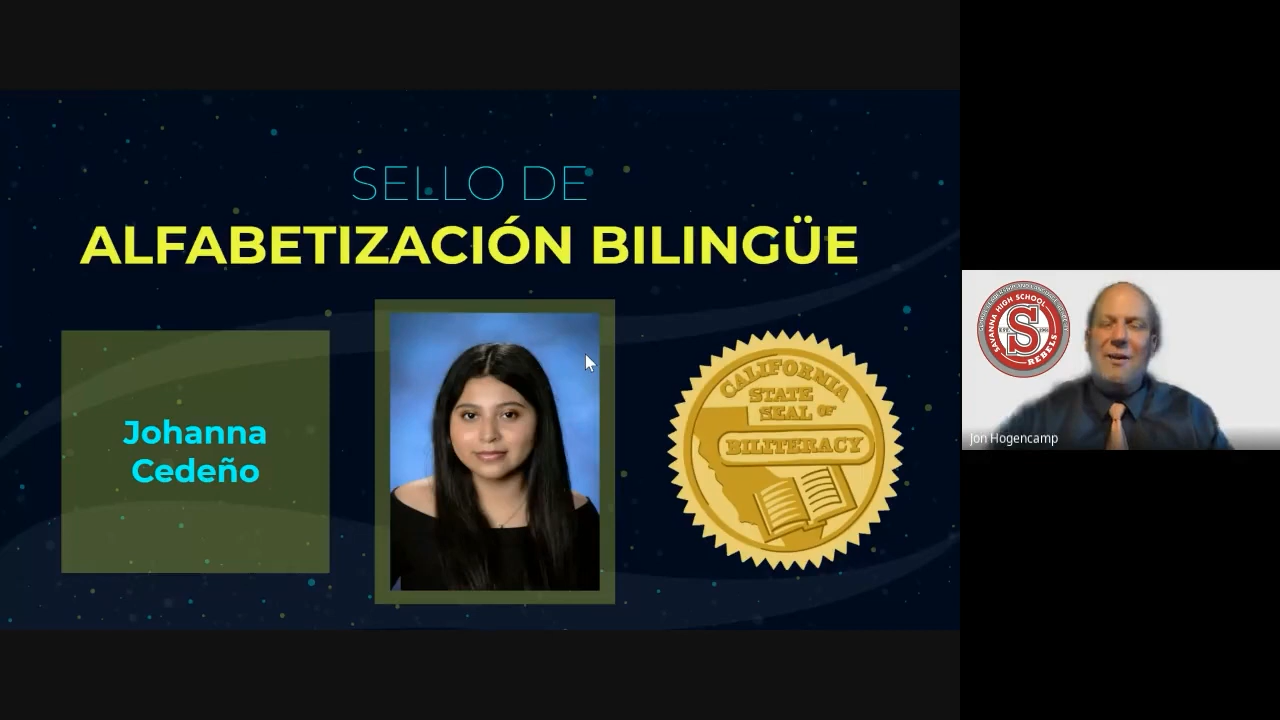 SELLO DE
ALFABETIZACIÓN BILINGÜE
Johanna
Cedeño
CALIFORNIA
STATE
SEAL OF
BILITERACY
SAVANNA HIGH SCHOOL
S
REBELS
Jon Hogencamp